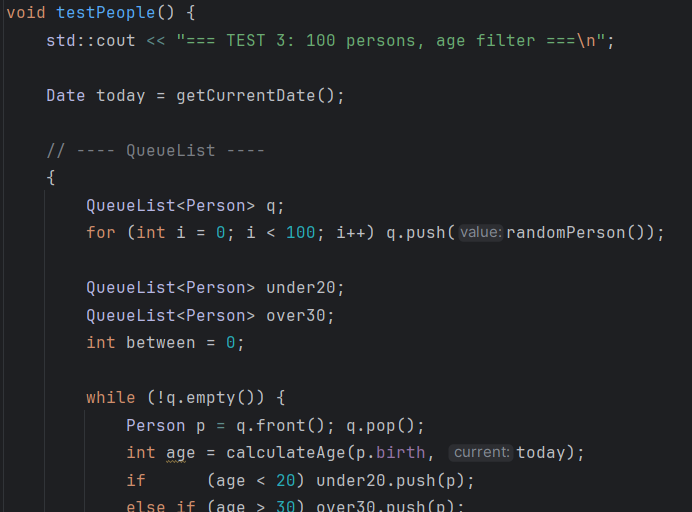 void testPeople() {
    std::cout << "=== TEST 3: 100 persons, age filter ===\n";

    Date today = getCurrentDate();

    // ---- QueueList ----
    {
        QueueList<Person> q;
        for (int i = 0; i < 100; i++) q.push( value: randomPerson());

        QueueList<Person> under20;
        QueueList<Person> over30;
        int between = 0;

        while (!q.empty()) {
            Person p = q.front(); q.pop();
            int age = calculateAge(p.birth, current: today);
            if      (age < 20) under20.push(p);
            else if (age > 30) over30.push(p);